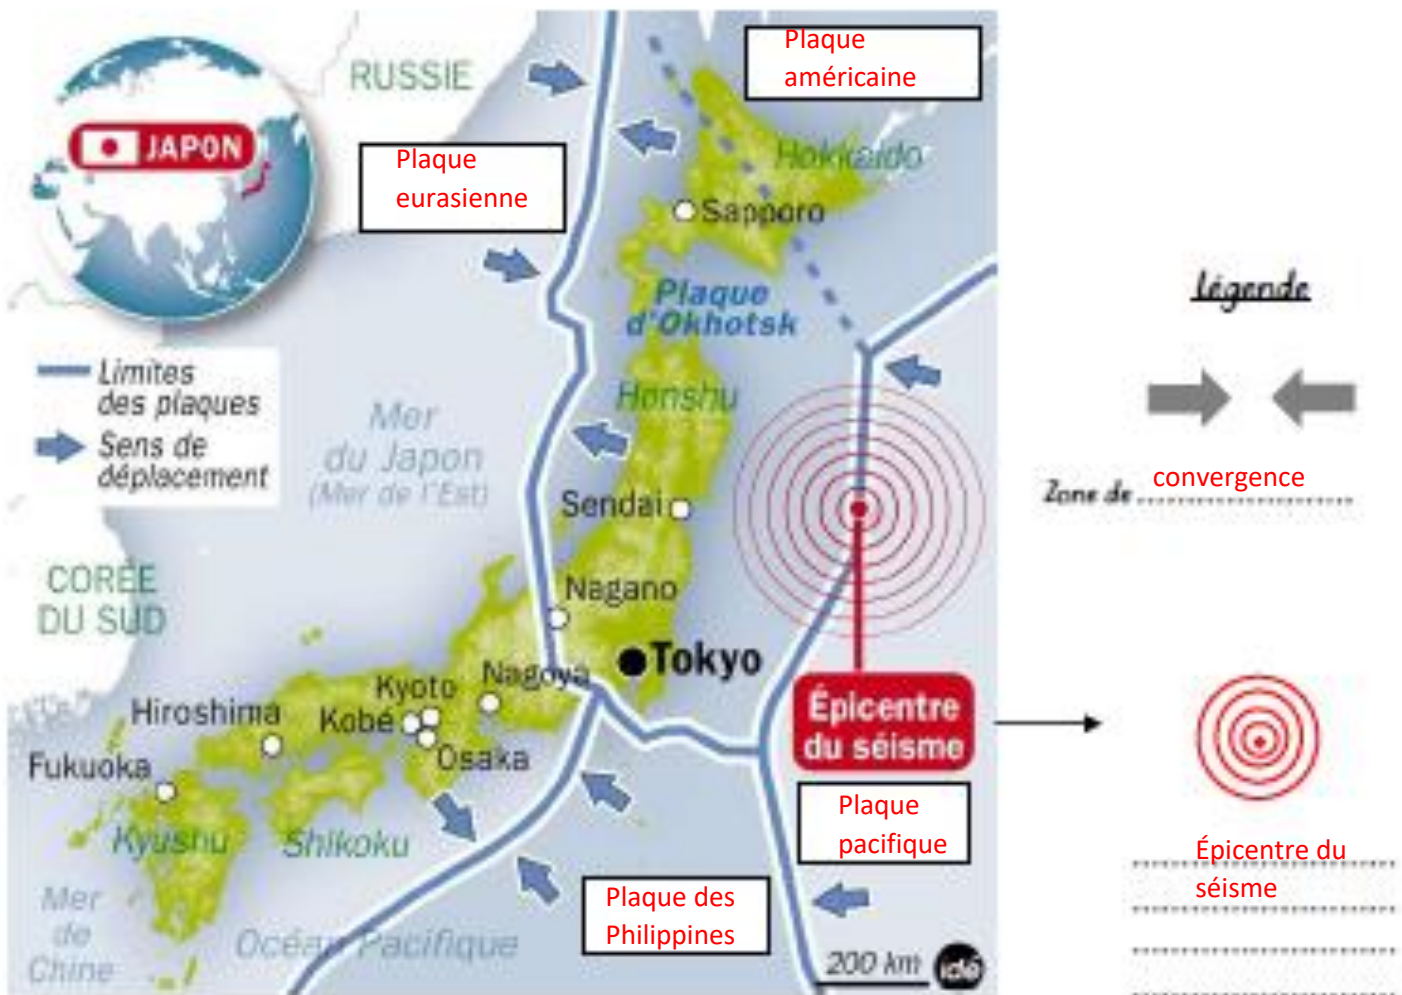 Plaque
américaine
RUSSIE
JAPON
Plaque
eurasienne
Hokkaido
Sapporo
légende
Plaque
d'Okhotsk
Limites
des plaques
Sens de
déplacement
Honshu
Mer
du Japon
(Mer de l'Est)
Zone de convergence
Sendai
CORÉE
DU SUD
Nagano
Tokyo
Nagoya
Kyoto
Kobé
Osaka
Hiroshima
Fukuoka
Épicentre
du séisme
Kyushu
Shikoku
Plaque
pacifique
Épicentre du
séisme
Plaque des
Philippines
Mer
de
Chine
Océan Pacifique
200 km
idé